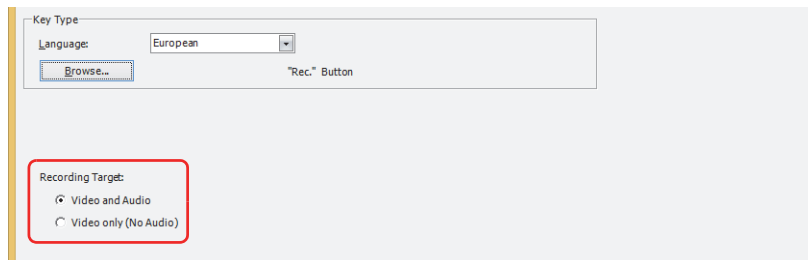 Key Type
Language: European
Browse... "Rec." Button
Recording Target:
Video and Audio
Video only (No Audio)